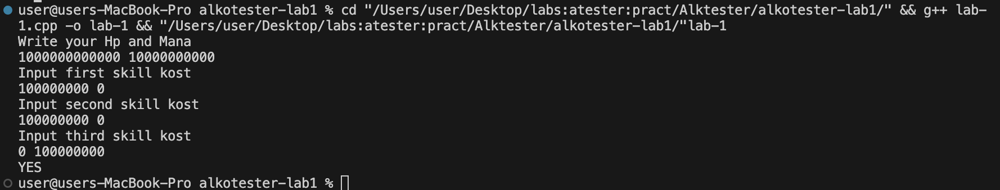 user@users-MacBook-Pro alkotester-lab1 % cd "/Users/user/Desktop/labs:atester:pract/Alktester/alkotester-lab1/" && g++ lab-
1.cpp -o lab-1 && "/Users/user/Desktop/labs:atester:pract/Alktester/alkotester-lab1/"lab-1
Write your Hp and Mana
1000000000000 10000000000
Input first skill kost
100000000 0
Input second skill kost
100000000 0
Input third skill kost
0 100000000
YES
user@users-MacBook-Pro alkotester-lab1 %